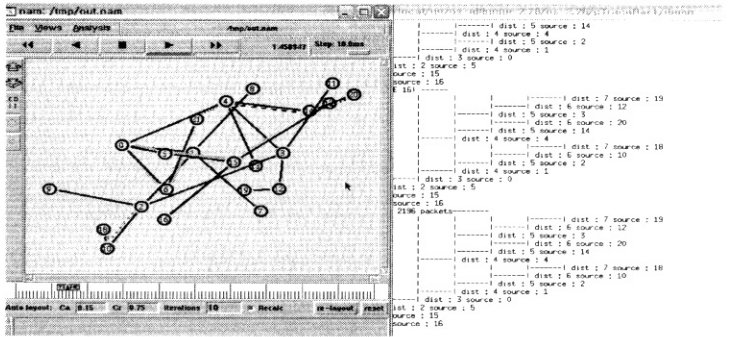 nam: /tmp/out.nam
File Views Analysis /tmp/out.nam
1.458943 Step: 10.0ms
Auto layout: Ca 0.15 Cr 0.75 Iterations 10 Recalc re-layout reset
|-------| dist : 5 source : 14
-------| dist : 4 source : 4
|-------| dist : 5 source : 2
-------| dist : 4 source : 1
-----| dist : 3 source : 0
ist : 2 source : 5
ource : 15
source : 16
E 16) ------
|-------| dist : 7 source : 19
|-------| dist : 6 source : 12
|-------| dist : 5 source : 3
|-------| dist : 6 source : 20
|-------| dist : 5 source : 14
-------| dist : 4 source : 4
|-------| dist : 7 source : 18
|-------| dist : 6 source : 10
|-------| dist : 5 source : 2
-------| dist : 4 source : 1
-----| dist : 3 source : 0
ist : 2 source : 5
ource : 15
source : 16
2196 packets-------
|-------| dist : 7 source : 19
|-------| dist : 6 source : 12
|-------| dist : 5 source : 3
|-------| dist : 6 source : 20
|-------| dist : 5 source : 14
-------| dist : 4 source : 4
|-------| dist : 7 source : 18
|-------| dist : 6 source : 10
|-------| dist : 5 source : 2
-------| dist : 4 source : 1
-----| dist : 3 source : 0
ist : 2 source : 5
ource : 15
source : 16